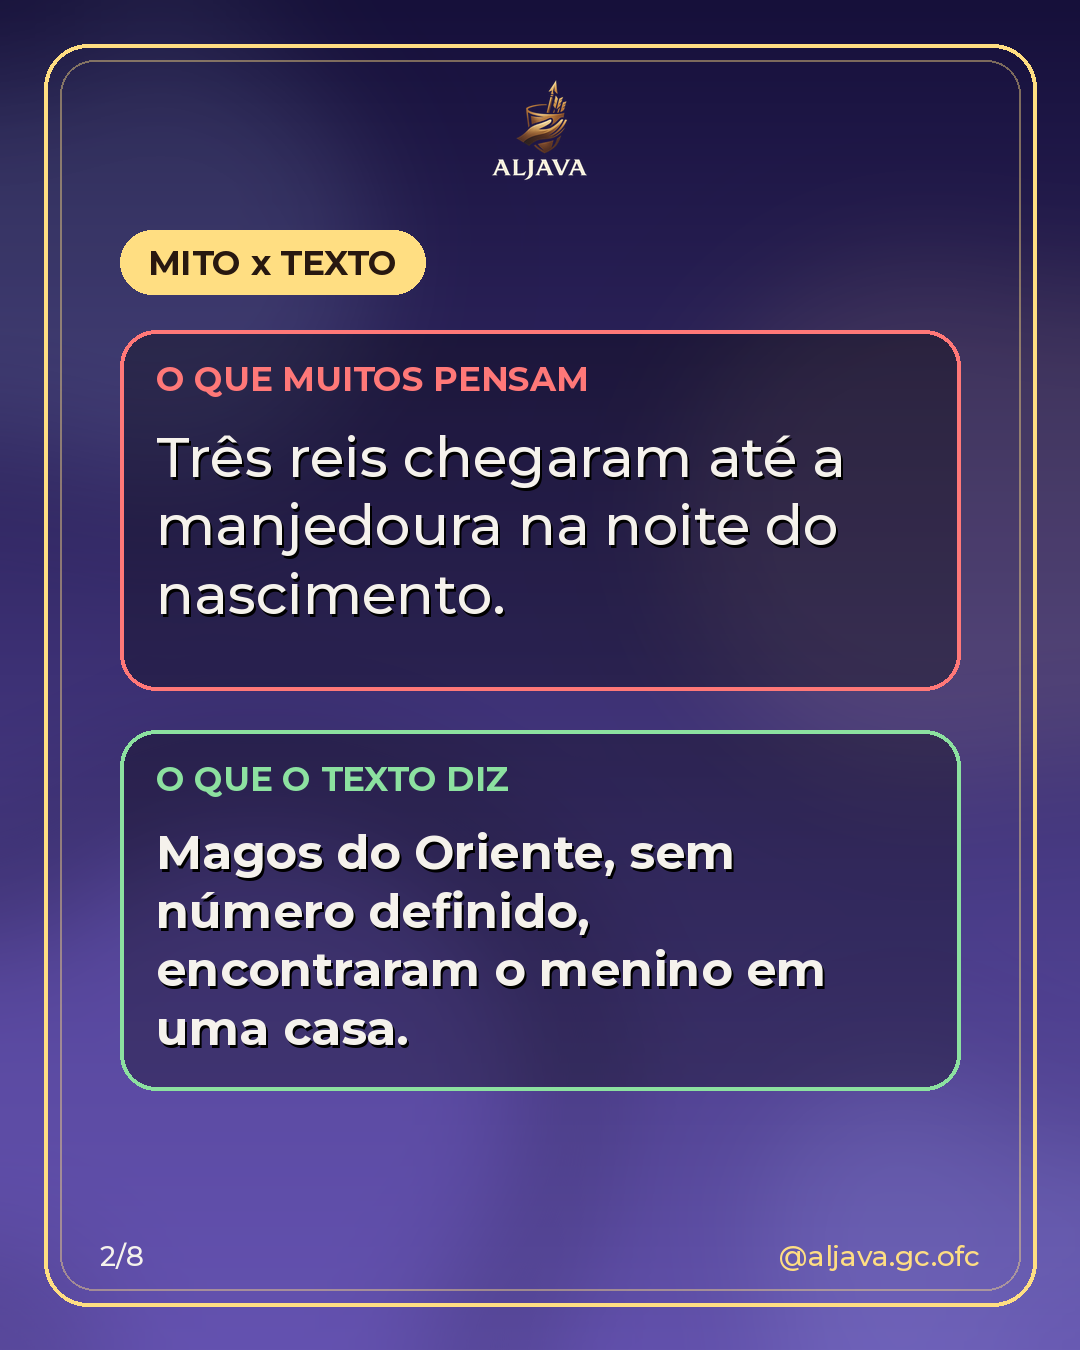 ALJAVA
MITO x TEXTO
O QUE MUITOS PENSAM
Três reis chegaram até a
manjedoura na noite do
nascimento.
O QUE O TEXTO DIZ
Magos do Oriente, sem
número definido,
encontraram o menino em
uma casa.
2/8
@aljava.gc.ofc